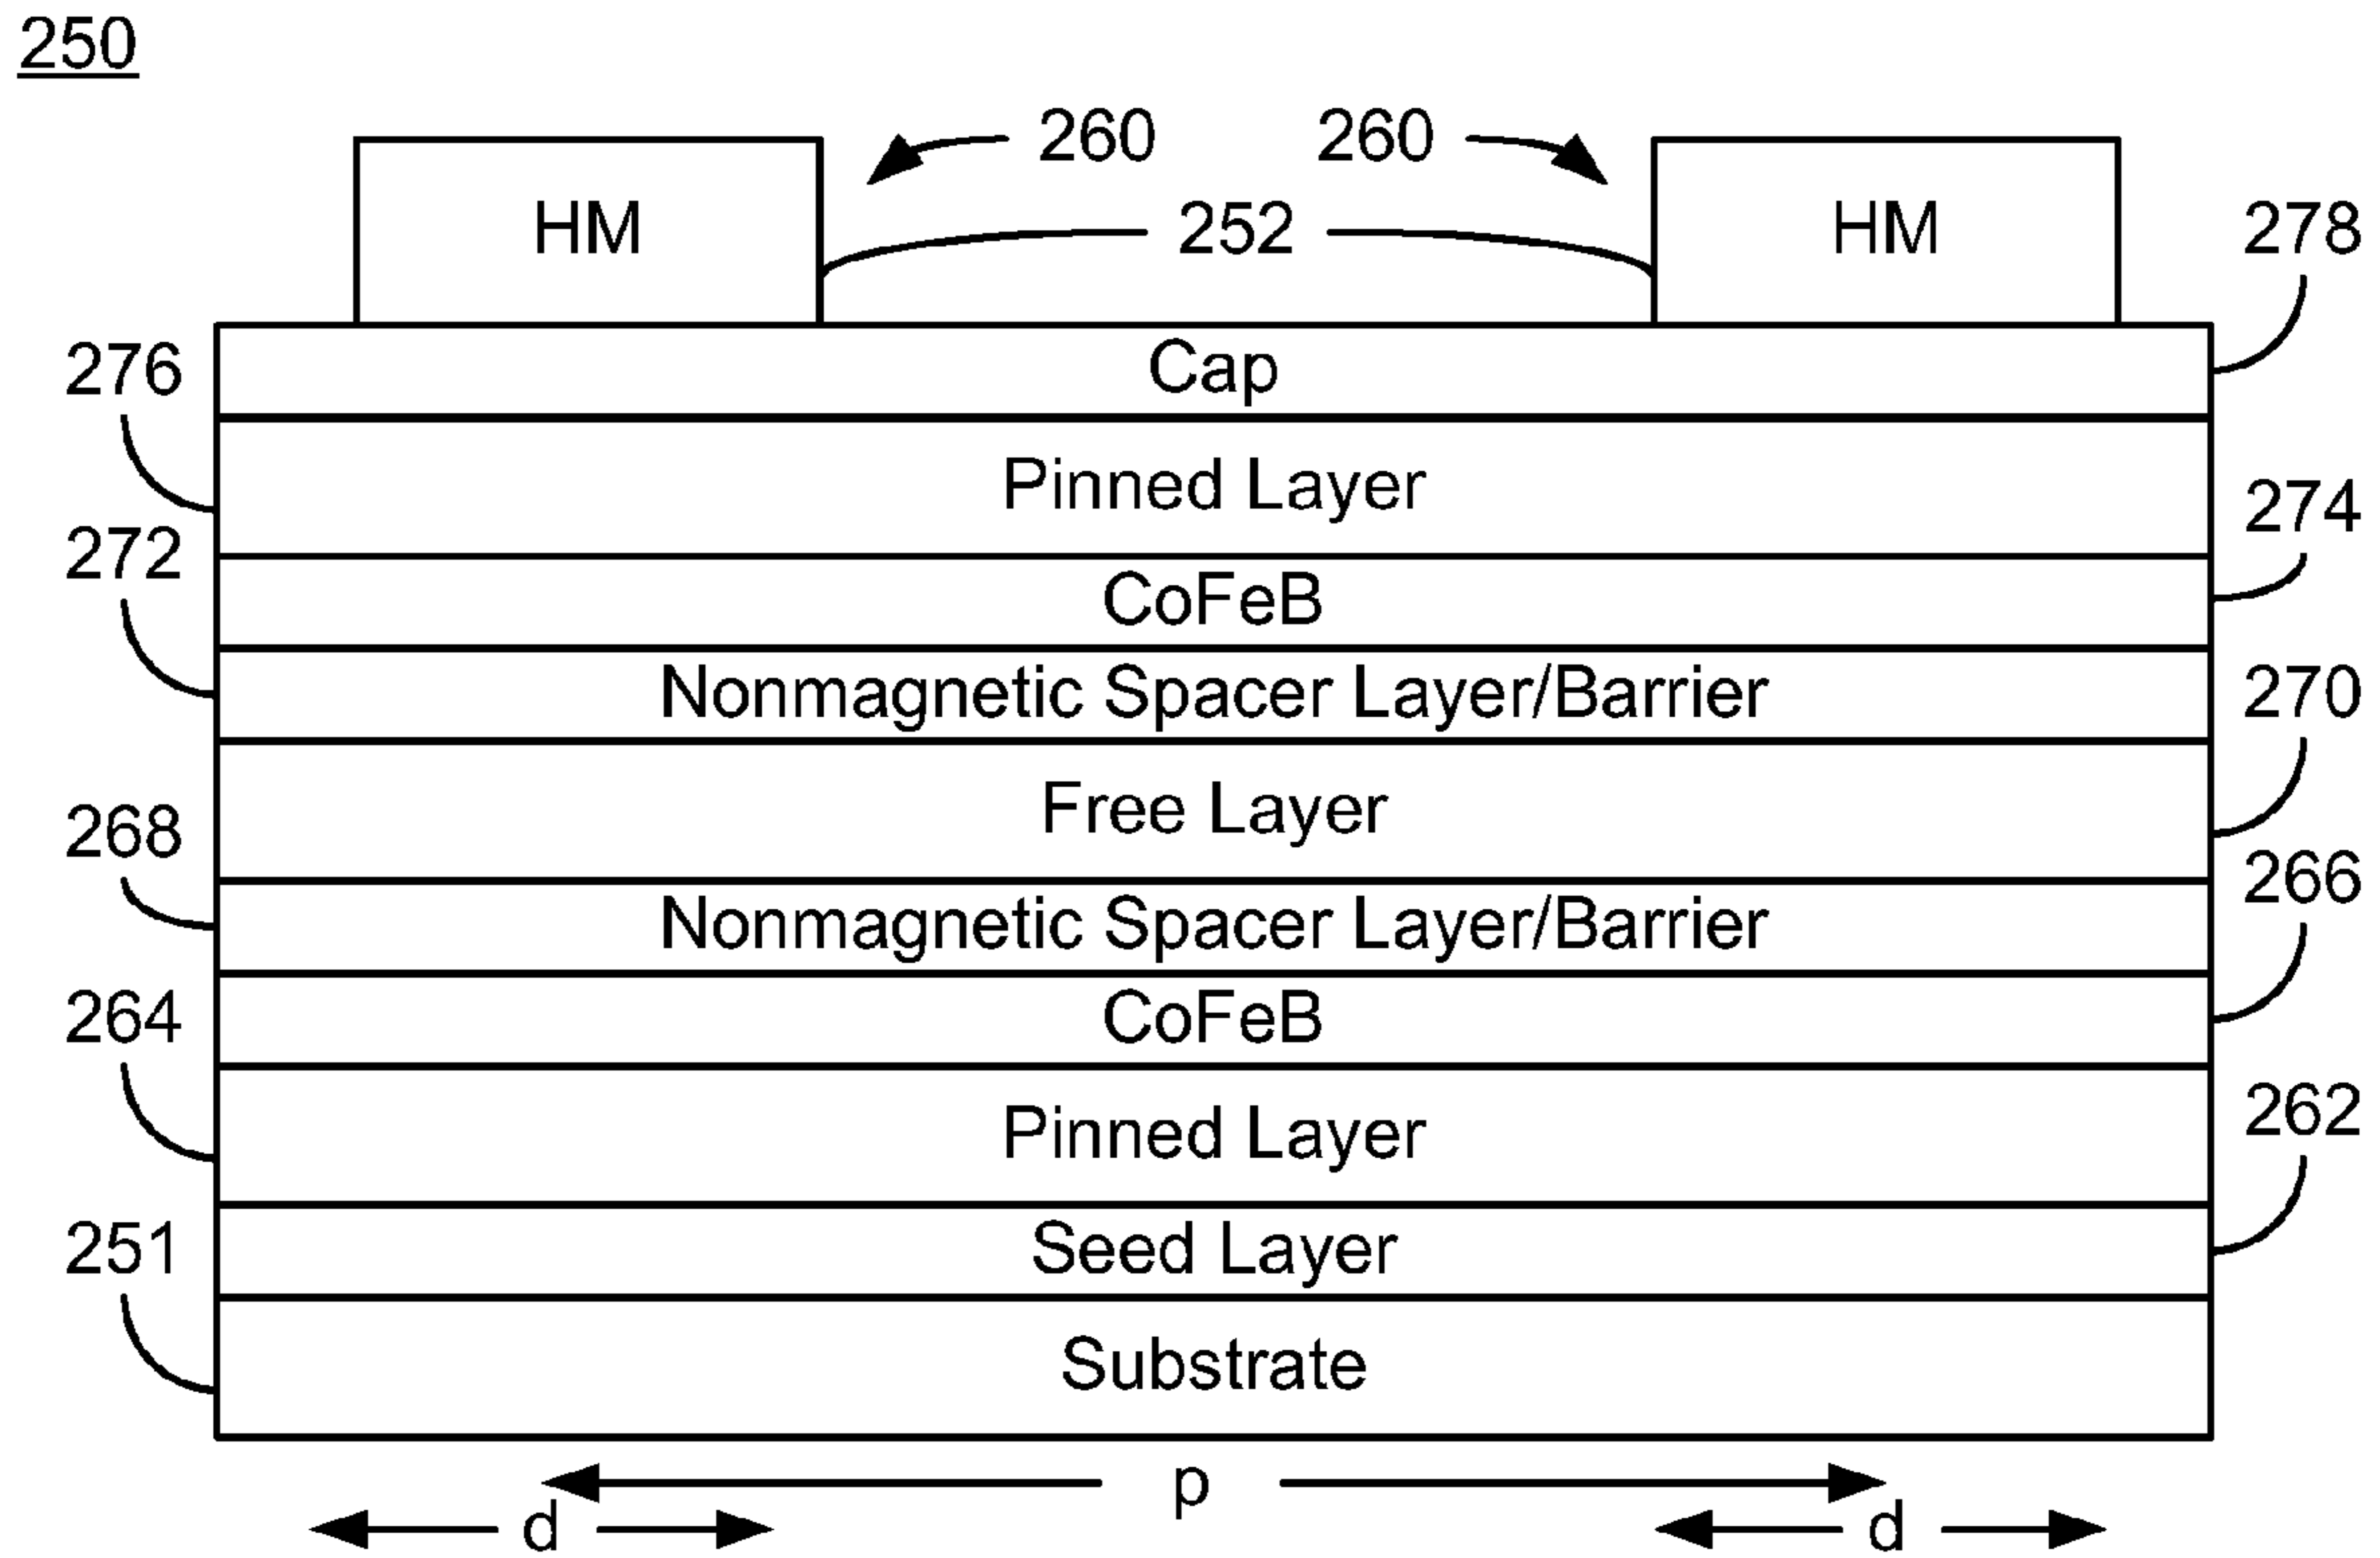 250
260 260
HM 252 HM 278
276 Cap
Pinned Layer 274
272 CoFeB
Nonmagnetic Spacer Layer/Barrier 270
268 Free Layer 266
Nonmagnetic Spacer Layer/Barrier
264 CoFeB
Pinned Layer 262
251 Seed Layer
Substrate
p
d d